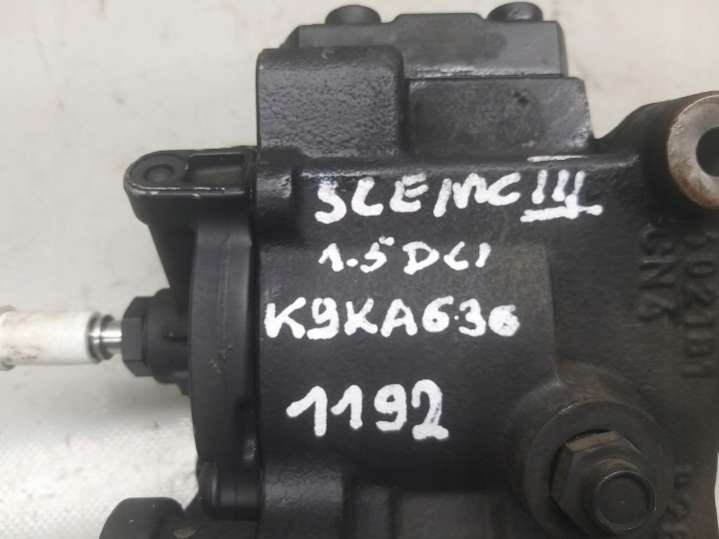 SCENIC III
1.5 DCI
K9KA636
1192